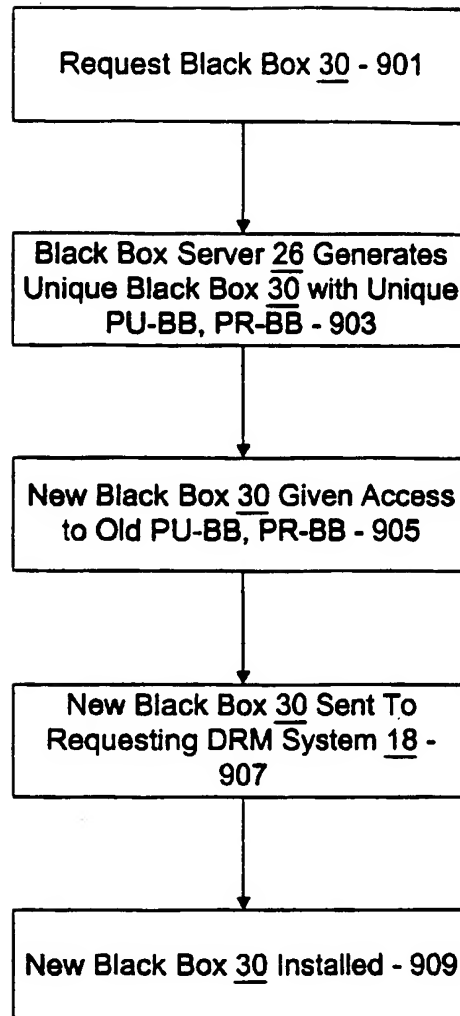 Request Black Box 30 - 901
Black Box Server 26 Generates
Unique Black Box 30 with Unique
PU-BB, PR-BB - 903
New Black Box 30 Given Access
to Old PU-BB, PR-BB - 905
New Black Box 30 Sent To
Requesting DRM System 18 -
907
New Black Box 30 Installed - 909